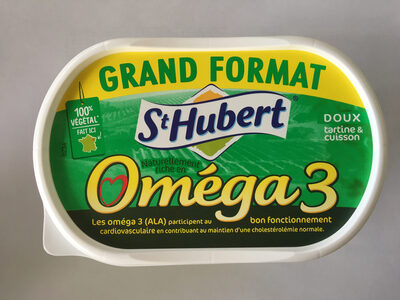 GRAND FORMAT
100%
VÉGÉTAL*
FAIT ICI
St Hubert
DOUX
tartine &
cuisson
Naturellement
riche en
Oméga 3
Les oméga 3 (ALA) participent au bon fonctionnement
cardiovasculaire en contribuant au maintien d'une cholestérolémie normale.